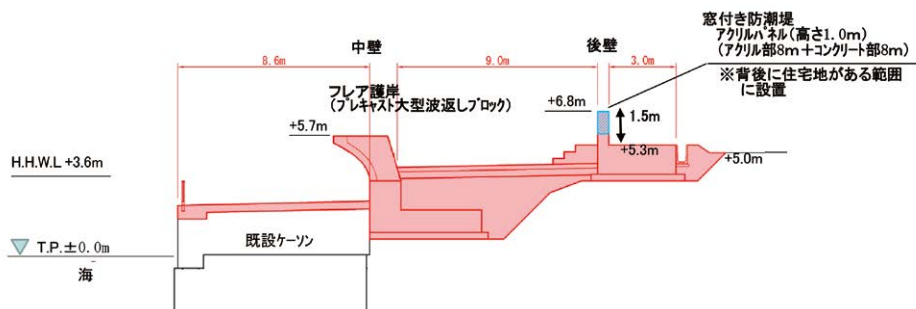 窓付き防潮堤
アクリルパネル(高さ1.0m)
(アクリル部8m+コンクリート部8m)
※背後に住宅地がある範囲
に設置
中壁
後壁
8.6m
9.0m
3.0m
フレア護岸
(プレキャスト大型波返しブロック)
+6.8m
1.5m
+5.7m
+5.3m
+5.0m
H.H.W.L +3.6m
既設ケーソン
T.P.±0.0m
海